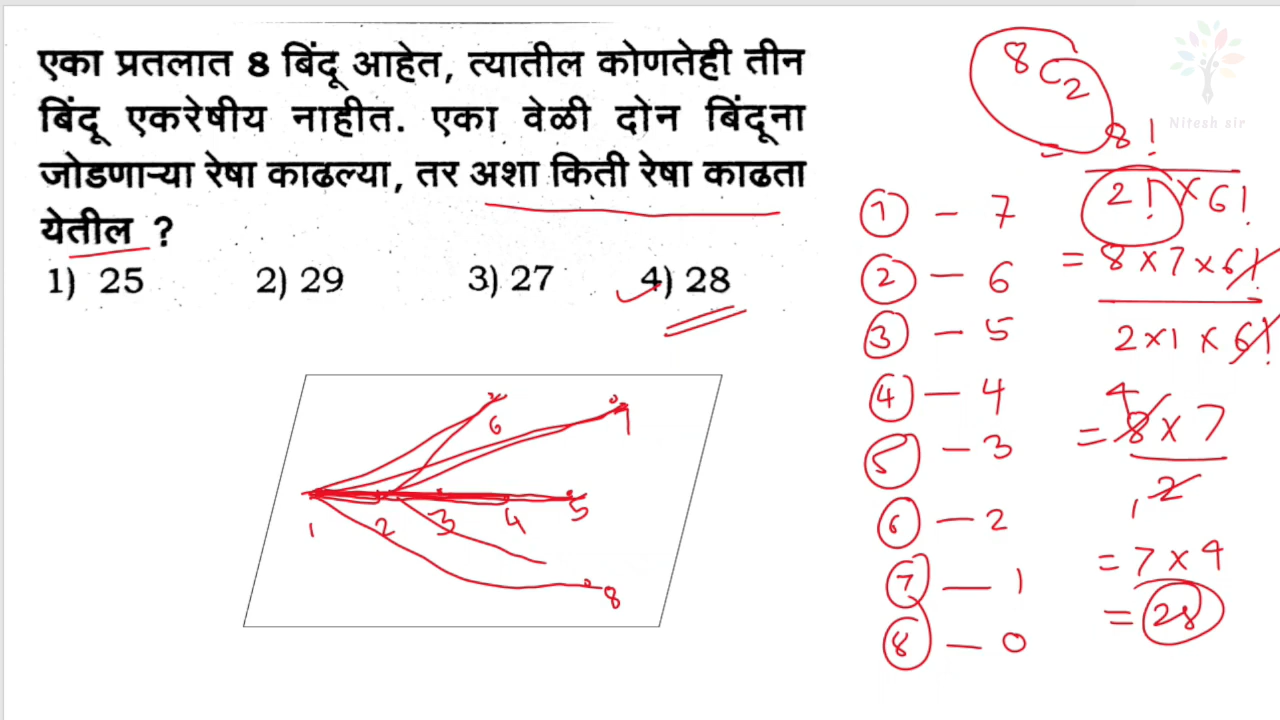 एका प्रतलात 8 बिंदू आहेत, त्यातील कोणतेही तीन
बिंदू एकरेषीय नाहीत. एका वेळी दोन बिंदूना
जोडणाऱ्या रेषा काढल्या, तर अशा किती रेषा काढता
येतील ?
1) 25 2) 29 3) 27 4) 28
8C2
= 8!
2! × 6!
= 8 × 7 × 6!
2 × 1 × 6!
4
= 8 × 7
1 2
= 7 × 4
= 28
1 - 7
2 - 6
3 - 5
4 - 4
5 - 3
6 - 2
7 - 1
8 - 0
6 7
1 2 3 4 5
8
Nitesh sir